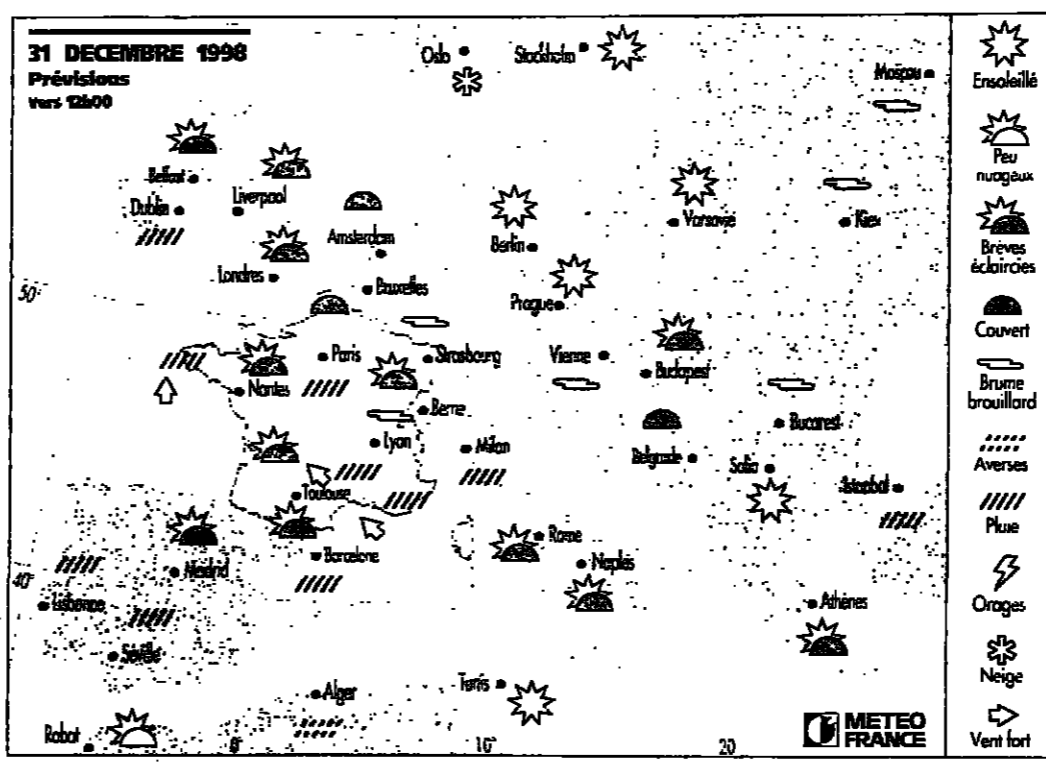 31 DECEMBRE 1998
Prévisions
vers 12h00
Oslo
Stockholm
Moscou
Belfast
Dublin
Liverpool
Amsterdam
Londres
Bruxelles
Berlin
Varsovie
Kiev
Prague
50°
Paris
Strasbourg
Nantes
Vienne
Budapest
Berne
Lyon
Milan
Belgrade
Bucarest
Sofia
Istanbul
Toulouse
Barcelone
Rome
Naples
Madrid
40°
Lisbonne
Séville
Athènes
Alger
Tunis
Rabat
0°
10°
20°
METEO
FRANCE
Ensoleillé
Peu
nuageux
Brèves
éclaircies
Couvert
Brume
brouillard
Averses
Pluie
Orages
Neige
Vent fort